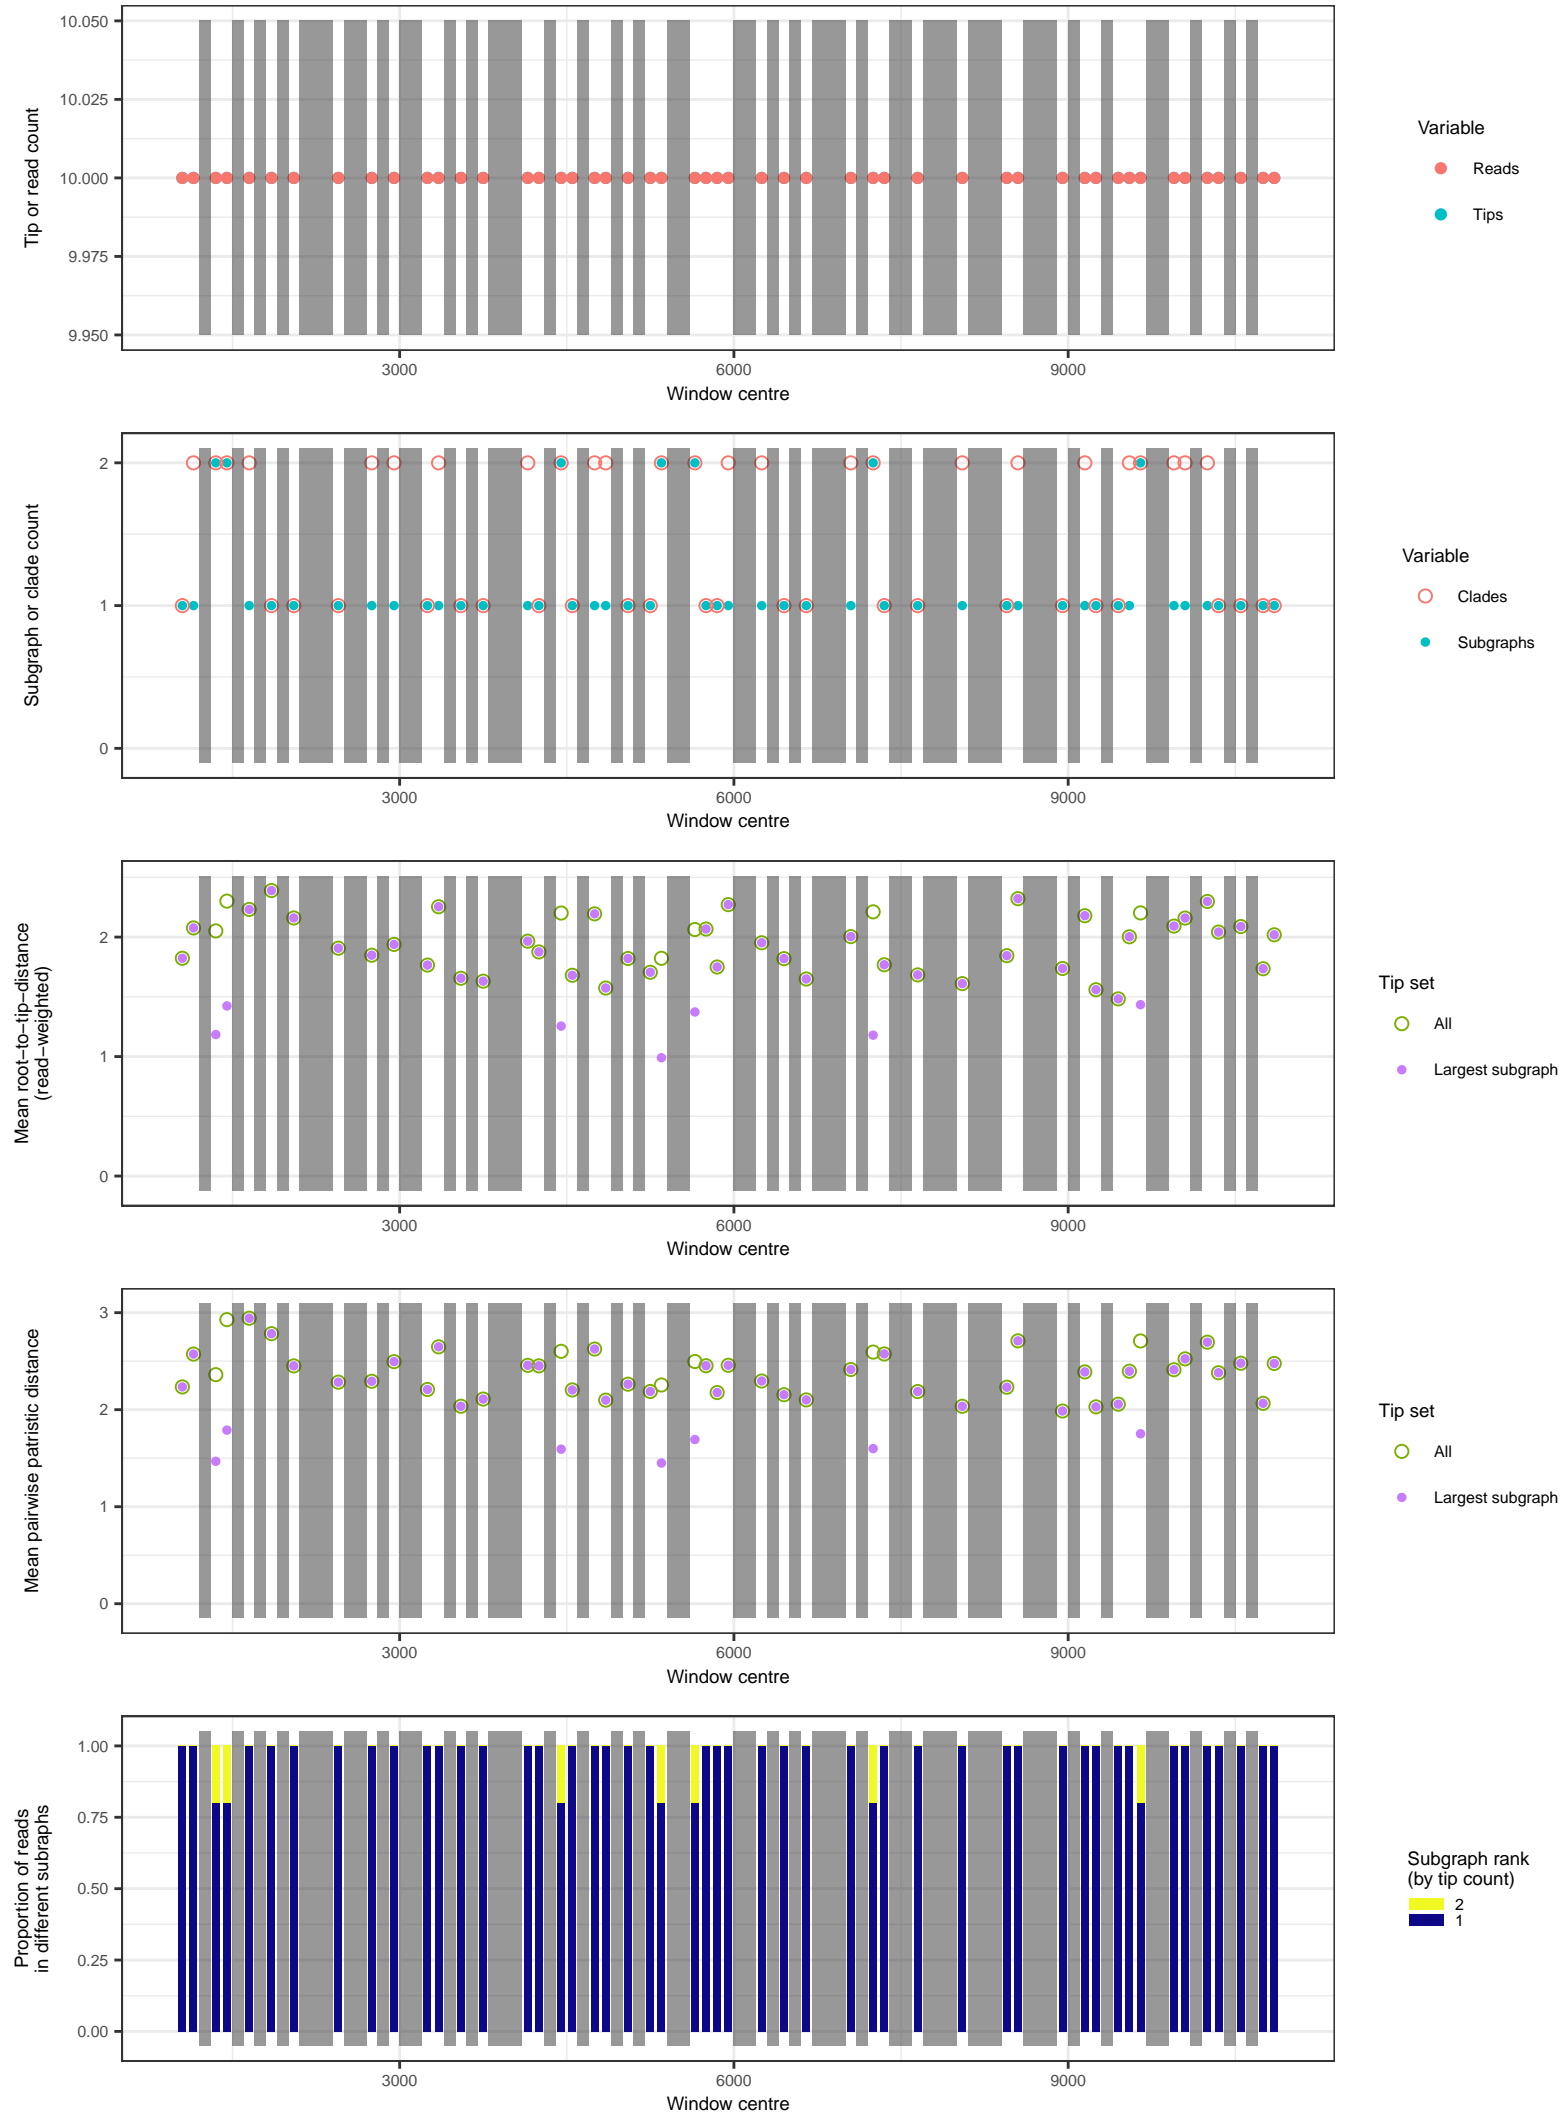 10.050
10.025
10.000
9.975
9.950
Tip or read count
3000
6000
9000
Window centre
Variable
Reads
Tips
2
1
0
Subgraph or clade count
3000
6000
9000
Window centre
Variable
Clades
Subgraphs
2
1
0
Mean root−to−tip−distance
(read−weighted)
3000
6000
9000
Window centre
Tip set
All
Largest subgraph
3
2
1
0
Mean pairwise patristic distance
3000
6000
9000
Window centre
Tip set
All
Largest subgraph
1.00
0.75
0.50
0.25
0.00
Proportion of reads
in different subraphs
3000
6000
9000
Window centre
Subgraph rank
(by tip count)
2
1